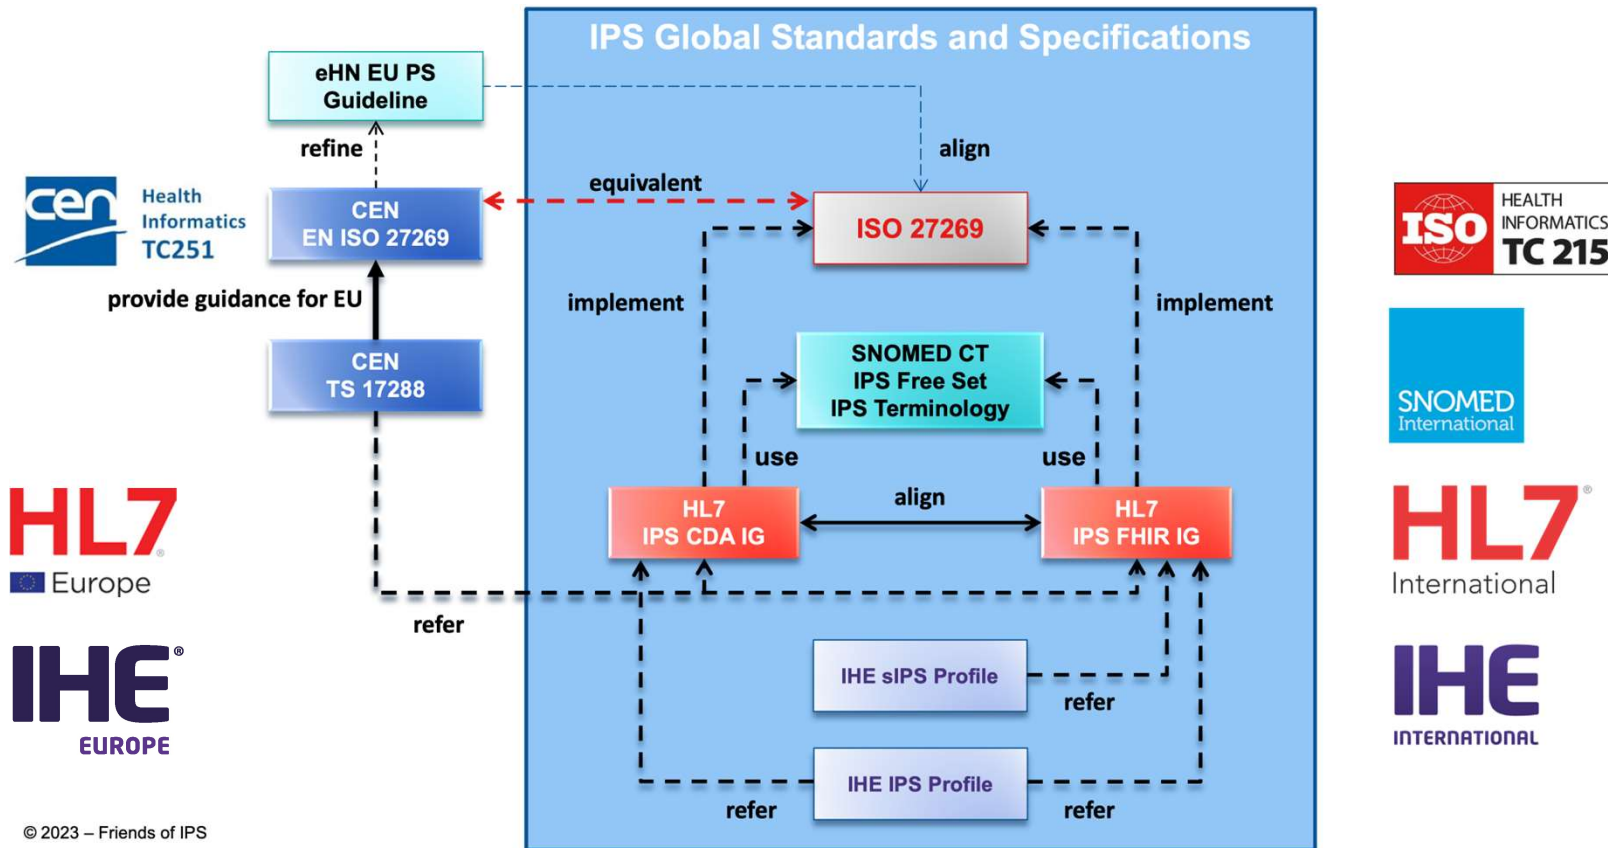 IPS Global Standards and Specifications
eHN EU PS
Guideline
refine
align
equivalent
cen
Health
Informatics
TC251
CEN
EN ISO 27269
ISO 27269
ISO
HEALTH
INFORMATICS
TC 215
provide guidance for EU
implement
implement
CEN
TS 17288
SNOMED CT
IPS Free Set
IPS Terminology
SNOMED
International
use
use
HL7
IPS CDA IG
align
HL7
IPS FHIR IG
HL7®
Europe
HL7®
International
refer
IHE®
EUROPE
IHE sIPS Profile
refer
IHE
INTERNATIONAL
IHE IPS Profile
refer
refer
© 2023 – Friends of IPS